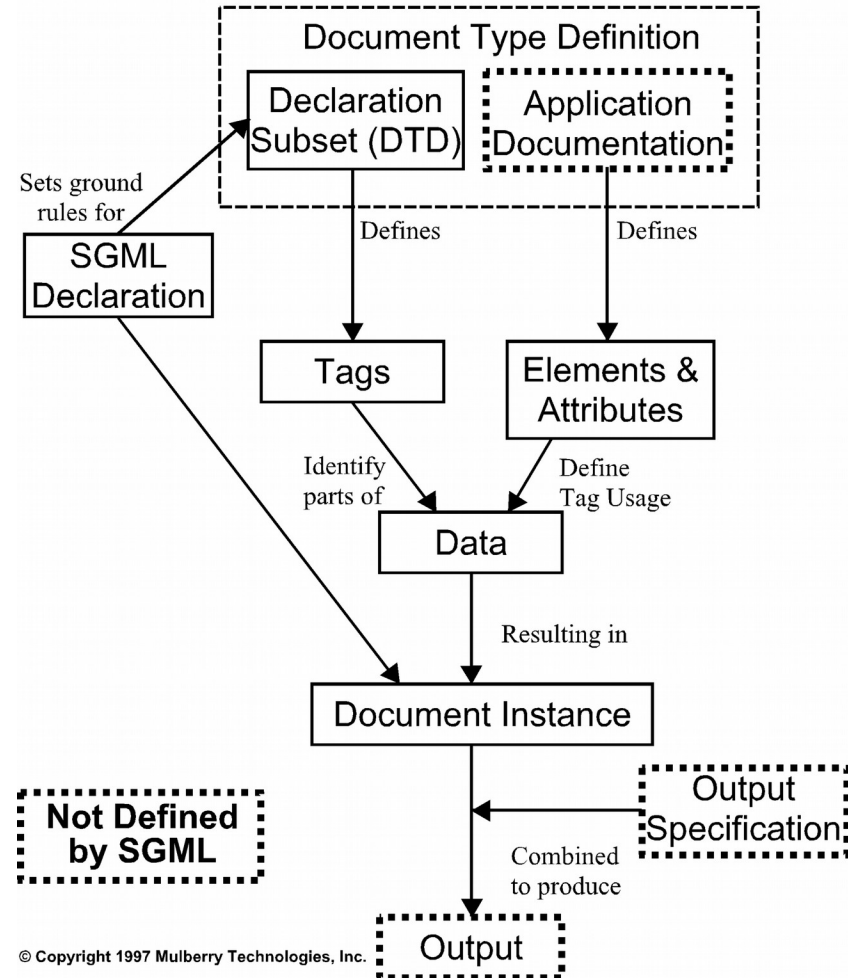 Document Type Definition
Declaration
Subset (DTD)
Application
Documentation
Sets ground
rules for
Defines
Defines
SGML
Declaration
Tags
Elements &
Attributes
Identify
parts of
Define
Tag Usage
Data
Resulting in
Document Instance
Not Defined
by SGML
Output
Specification
Combined
to produce
Output
© Copyright 1997 Mulberry Technologies, Inc.